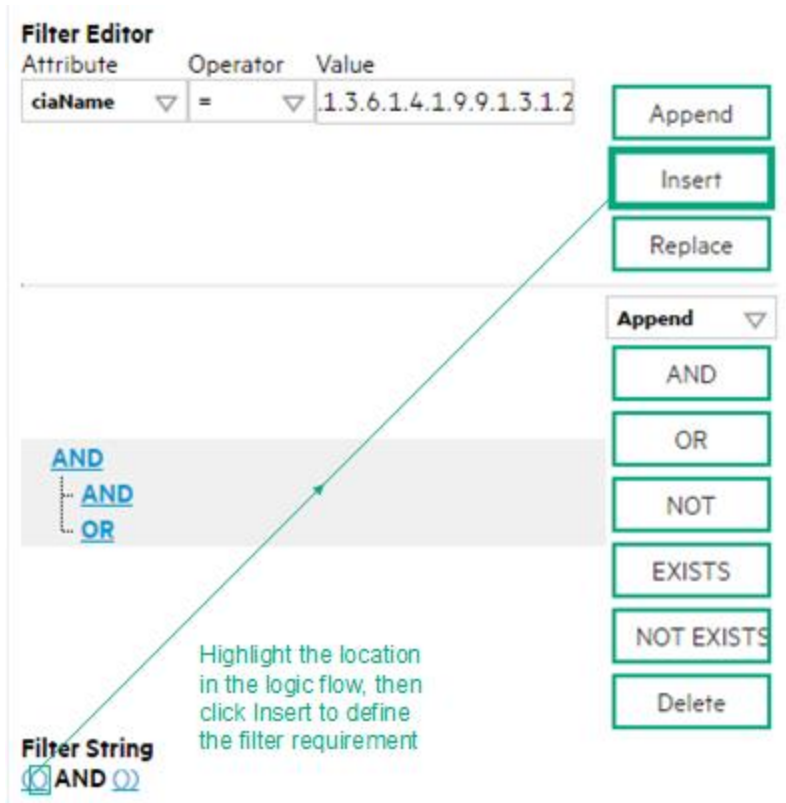 Filter Editor
Attribute Operator Value
ciaName = .1.3.6.1.4.1.9.9.1.3.1.2
Append
Insert
Replace
Append
AND
OR
NOT
EXISTS
NOT EXISTS
Delete
AND
AND
OR
Highlight the location
in the logic flow, then
click Insert to define
the filter requirement
Filter String
(() AND ())